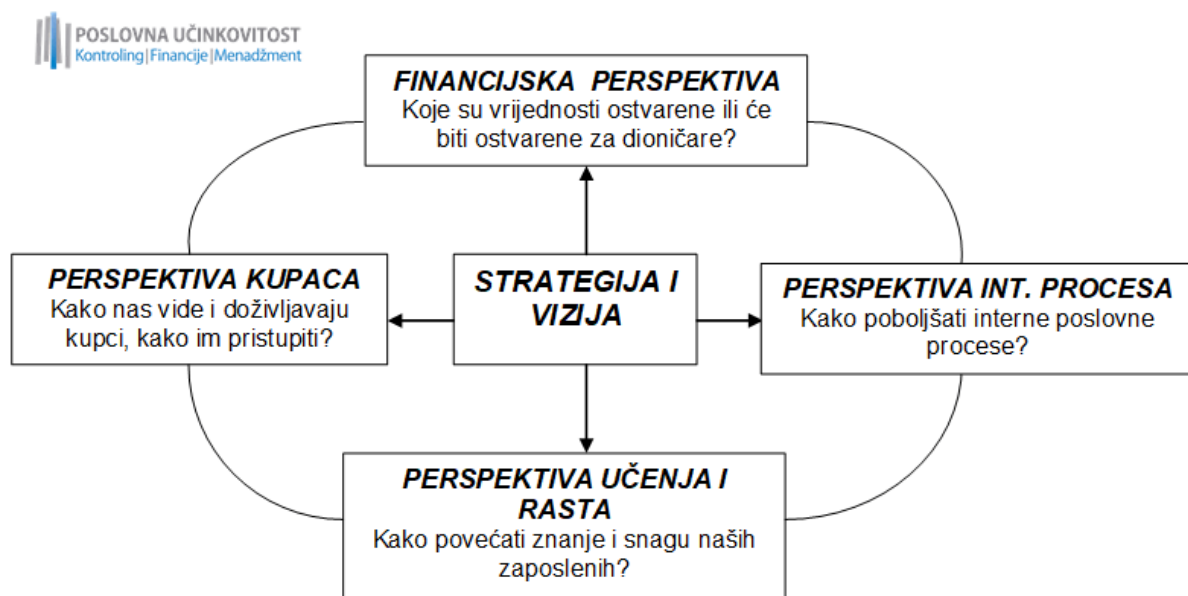 POSLOVNA UČINKOVITOST
Kontroling|Financije|Menadžment
FINANCIJSKA PERSPEKTIVA
Koje su vrijednosti ostvarene ili će
biti ostvarene za dioničare?
PERSPEKTIVA KUPACA
Kako nas vide i doživljavaju
kupci, kako im pristupiti?
STRATEGIJA I
VIZIJA
PERSPEKTIVA INT. PROCESA
Kako poboljšati interne poslovne
procese?
PERSPEKTIVA UČENJA I
RASTA
Kako povećati znanje i snagu naših
zaposlenih?